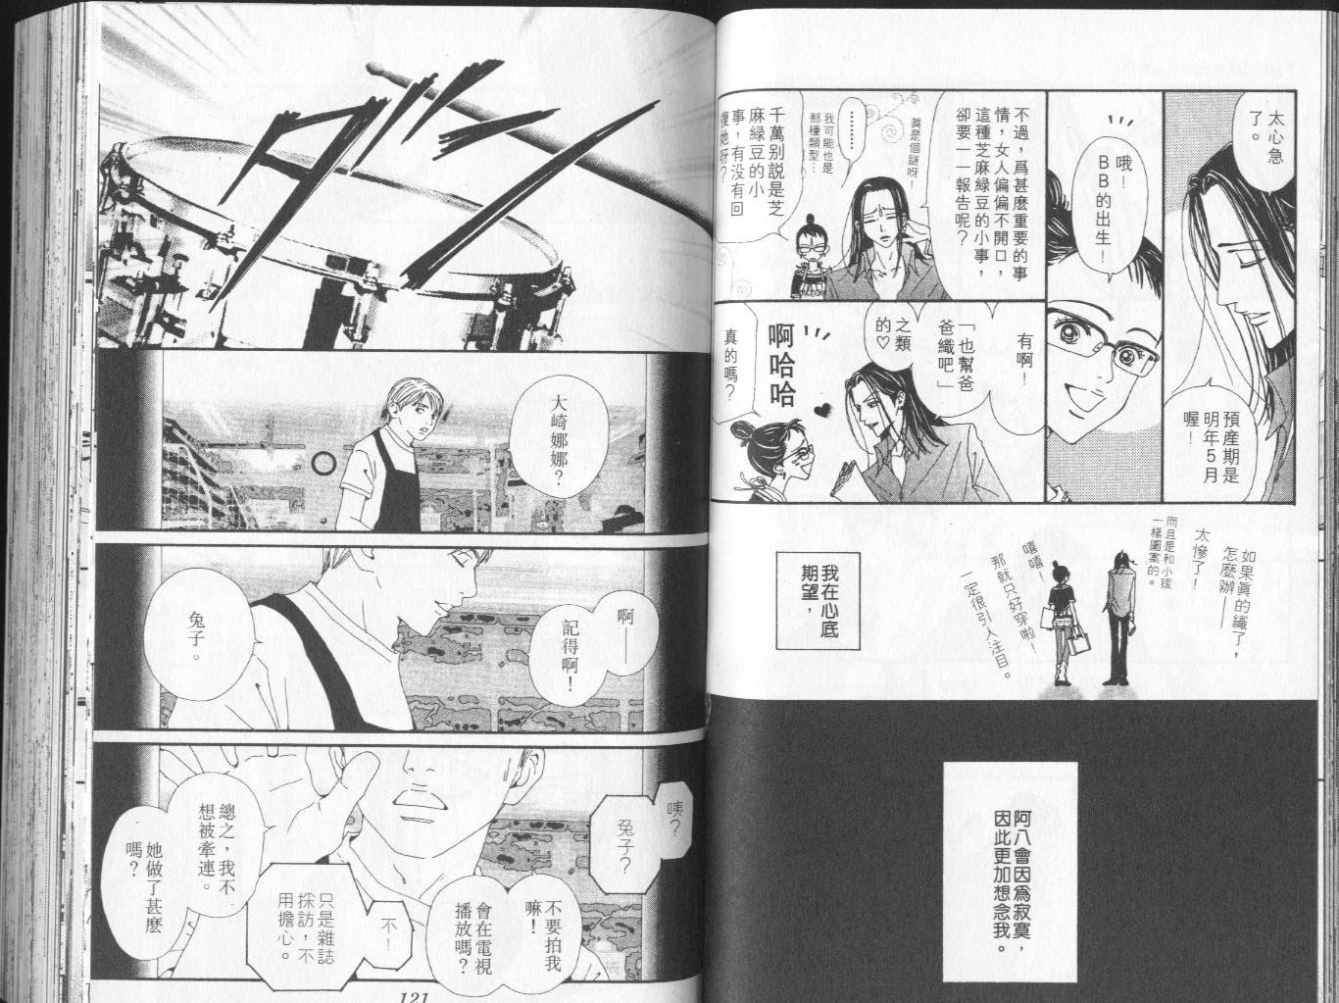 太心急
了。
哦！
ＢＢ的出生！
預産期是
明年5月
喔！
不過，爲甚麼重要的事
情，女人偏偏不開口，
這種芝麻綠豆的小事，
卻要一一報告呢？
真是個謎呀！
………
我可能也是
那種類型…
千萬别説是芝
麻綠豆的小
事，有没有回
有啊！
「也幫爸
爸織吧」
之類
的♡
啊哈哈
真的嗎？
如果真的織了，
怎麽辦——
太慘了！
而且是和小孩
一樣圖案的。
嘻嘻！
那就只好穿啦！
一定很引人注目。
我在心底
期望，
阿八會因爲寂寞，
因此更加想念我。
大崎娜娜？
啊——
記得啊！
兔子。
咦？
兔子？
不要拍我
嘛！
會在電視
播放嗎？
不！
只是雜誌
採訪，不
用擔心。
總之，我不
想被牽連。
她做了甚麼
嗎？
121